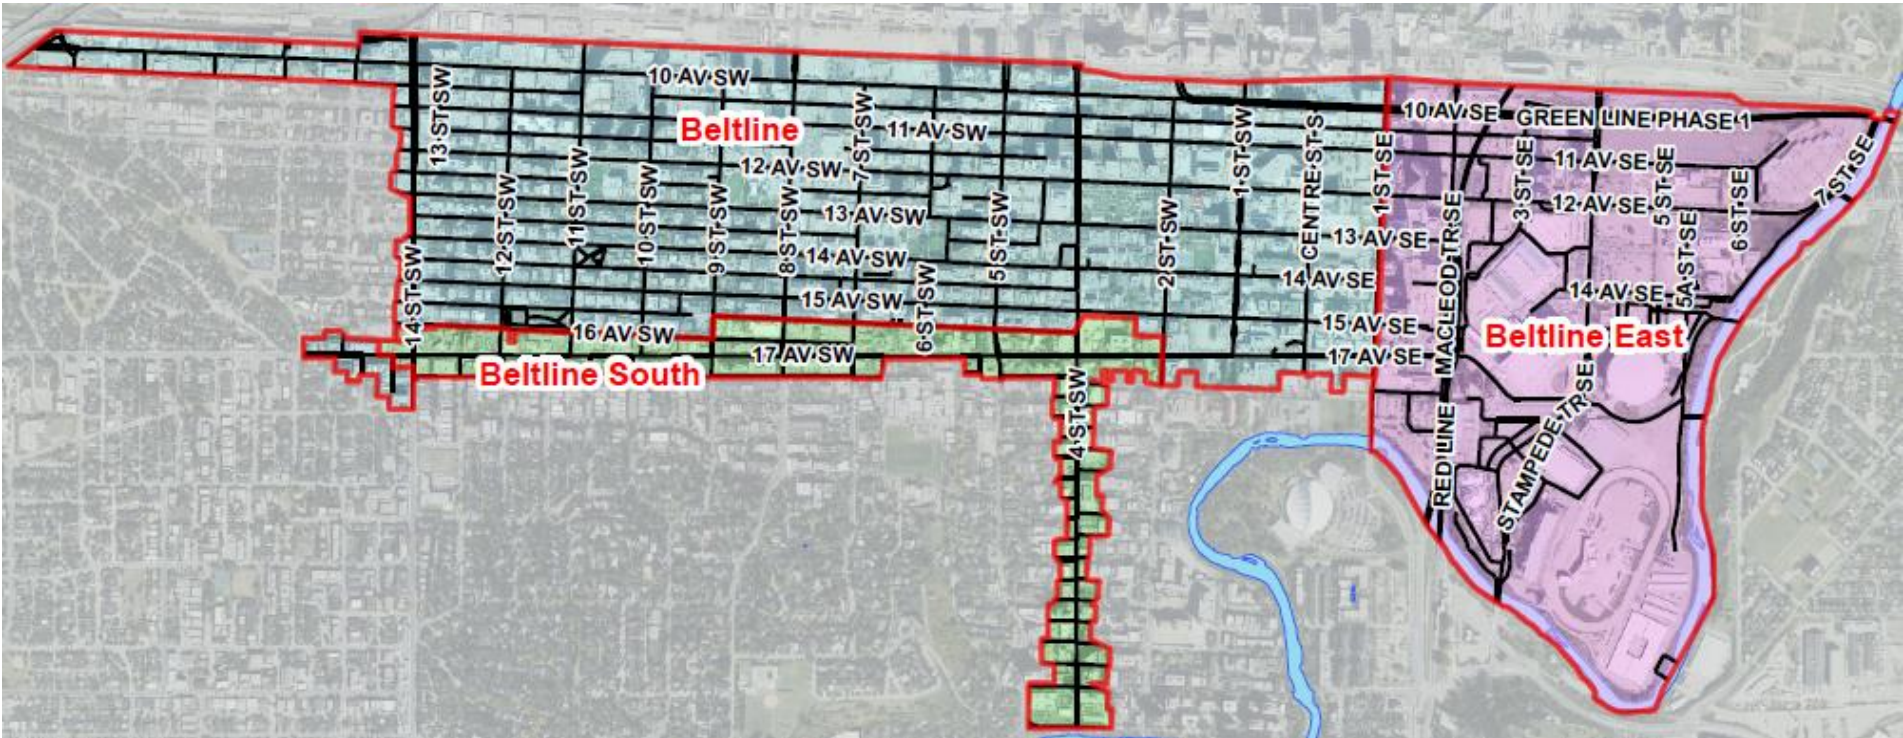 10 AV SW
Beltline
13 ST SW
7 ST SW
11 AV SW
1 ST SW
CENTRE ST S
1 ST SE
10 AV SE
GREEN LINE PHASE 1
12 AV SW
11 AV SE
3 ST SE
5 ST SE
6 ST SE
7 ST SE
12 ST SW
11 ST SW
10 ST SW
9 ST SW
8 ST SW
13 AV SW
5 ST SW
2 ST SW
13 AV SE
MACLEOD TR SE
12 AV SE
5A ST SE
14 ST SW
14 AV SW
15 AV SW
6 ST SW
14 AV SE
14 AV SE
16 AV SW
15 AV SE
Beltline East
17 AV SW
17 AV SE
Beltline South
4 ST SW
RED LINE
STAMPEDE TR SE